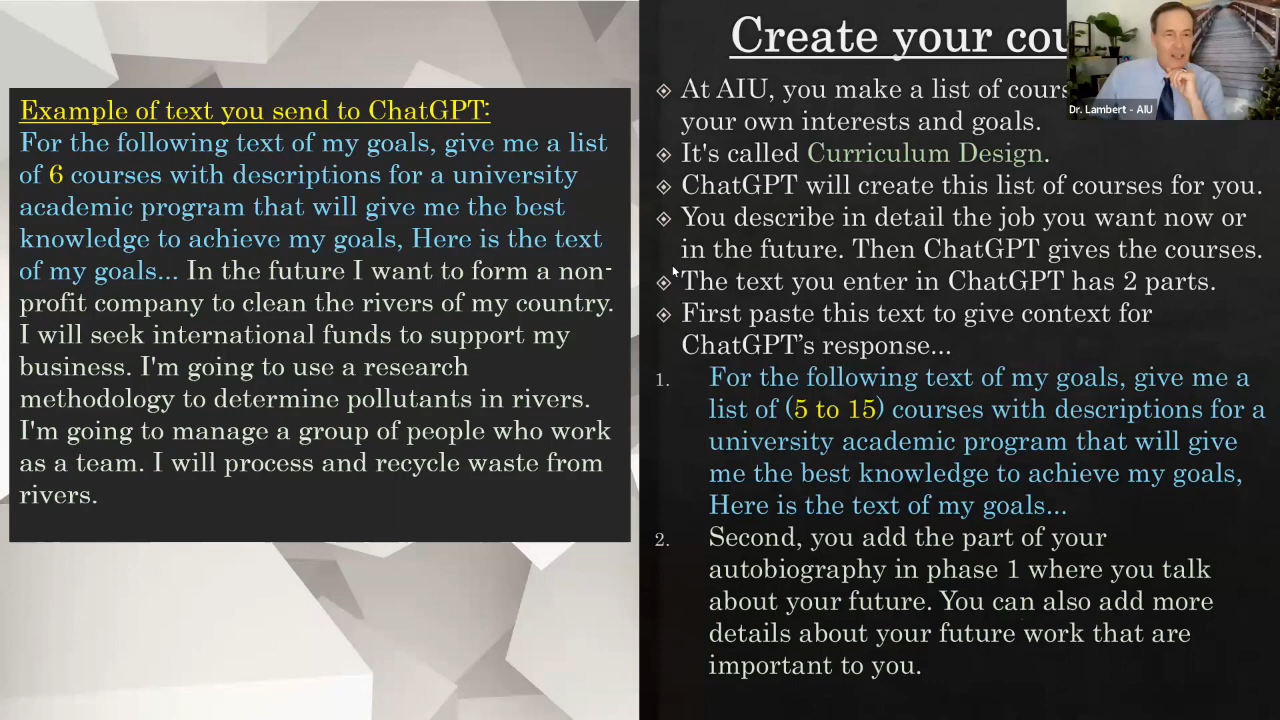 Example of text you send to ChatGPT:
For the following text of my goals, give me a list
of 6 courses with descriptions for a university
academic program that will give me the best
knowledge to achieve my goals, Here is the text
of my goals... In the future I want to form a non-
profit company to clean the rivers of my country.
I will seek international funds to support my
business. I'm going to use a research
methodology to determine pollutants in rivers.
I'm going to manage a group of people who work
as a team. I will process and recycle waste from
rivers.
Create your
At AIU, you make a list of
your own interests and goals.
It's called Curriculum Design.
ChatGPT will create this list of courses for you.
You describe in detail the job you want now or
in the future. Then ChatGPT gives the courses.
The text you enter in ChatGPT has 2 parts.
First paste this text to give context for
ChatGPT’s response...
1. For the following text of my goals, give me a
list of (5 to 15) courses with descriptions for a
university academic program that will give
me the best knowledge to achieve my goals,
Here is the text of my goals...
2. Second, you add the part of your
autobiography in phase 1 where you talk
about your future. You can also add more
details about your future work that are
important to you.
Dr. Lambert - AIU